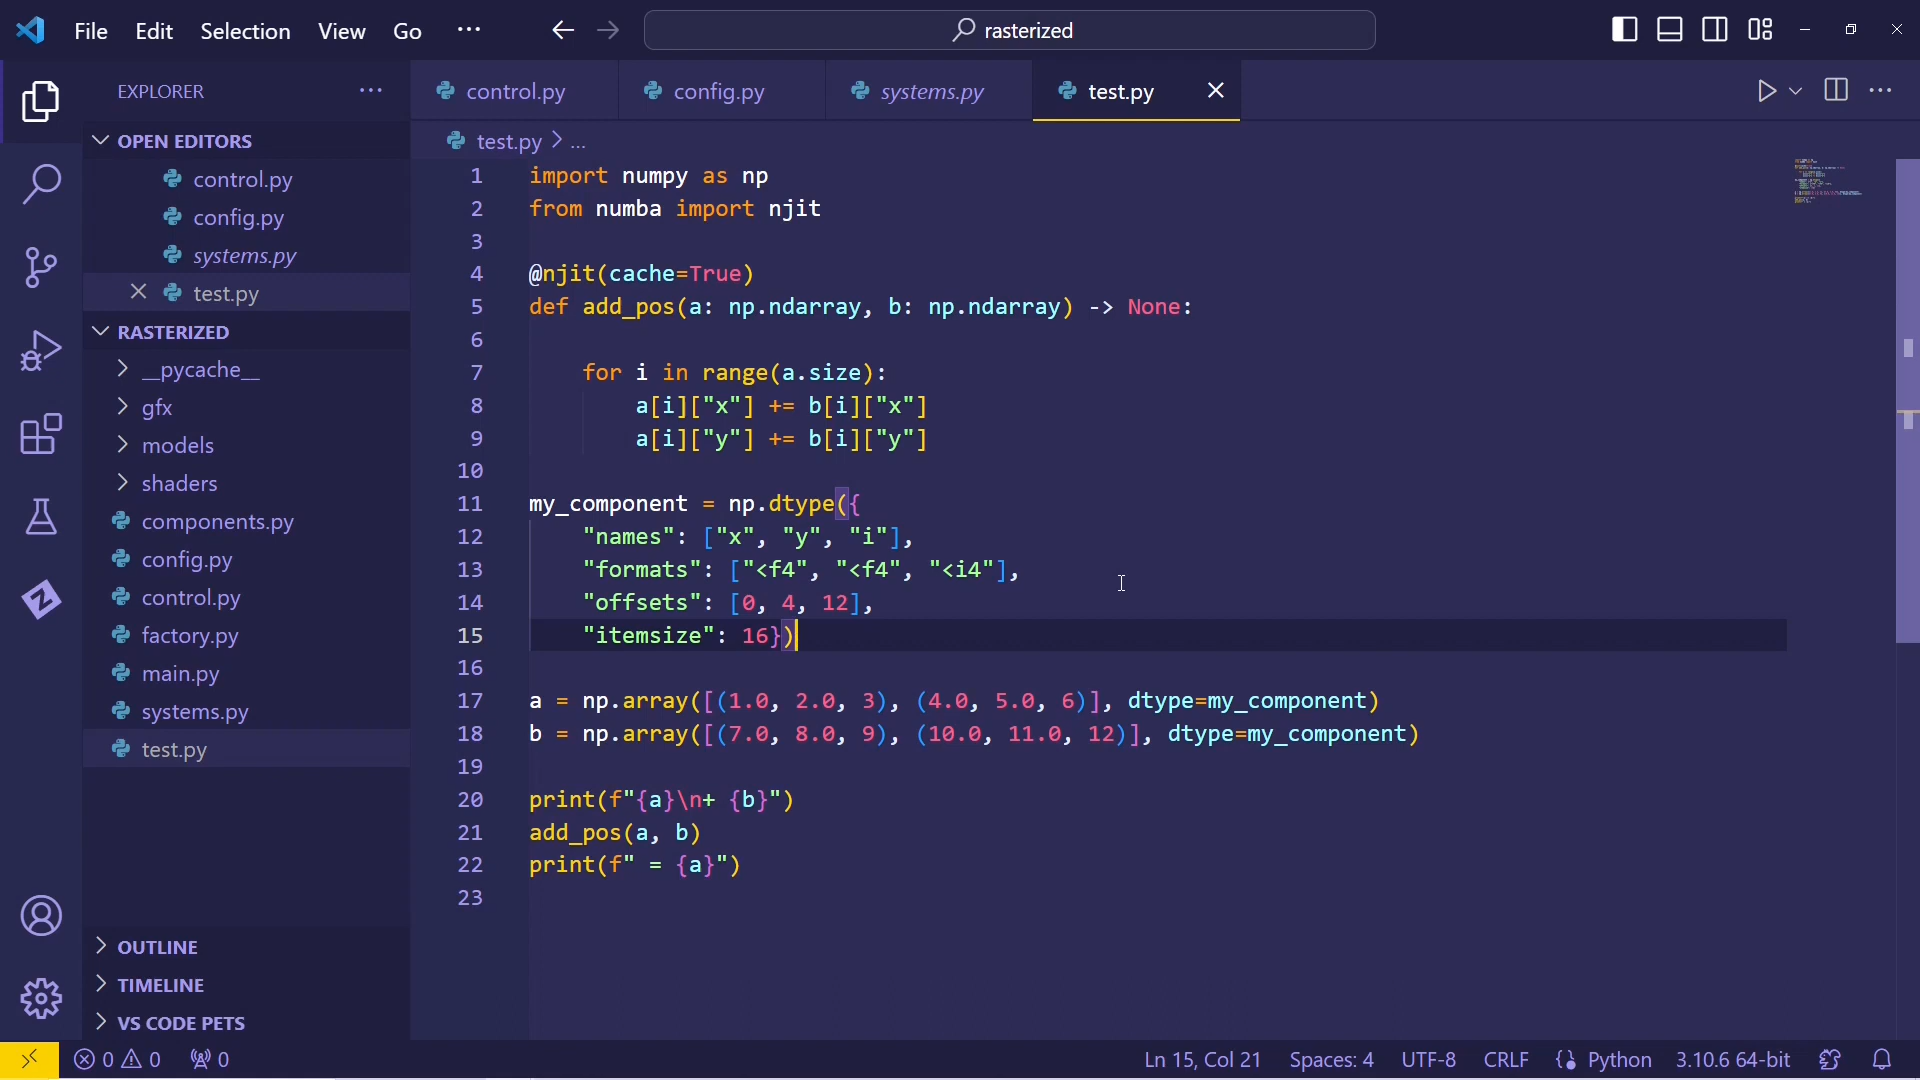 File Edit Selection View Go ...
rasterized
EXPLORER ...
control.py config.py systems.py test.py
OPEN EDITORS
control.py
config.py
systems.py
test.py
RASTERIZED
__pycache__
gfx
models
shaders
components.py
config.py
control.py
factory.py
main.py
systems.py
test.py
OUTLINE
TIMELINE
VS CODE PETS
test.py > ...
1 import numpy as np
2 from numba import njit
3
4 @njit(cache=True)
5 def add_pos(a: np.ndarray, b: np.ndarray) -> None:
6
7     for i in range(a.size):
8         a[i]["x"] += b[i]["x"]
9         a[i]["y"] += b[i]["y"]
10
11 my_component = np.dtype({
12     "names": ["x", "y", "i"],
13     "formats": ["<f4", "<f4", "<i4"],
14     "offsets": [0, 4, 12],
15     "itemsize": 16})
16
17 a = np.array([(1.0, 2.0, 3), (4.0, 5.0, 6)], dtype=my_component)
18 b = np.array([(7.0, 8.0, 9), (10.0, 11.0, 12)], dtype=my_component)
19
20 print(f"{a}\n+ {b}")
21 add_pos(a, b)
22 print(f" = {a}")
23
0 0 0 Ln 15, Col 21 Spaces: 4 UTF-8 CRLF Python 3.10.6 64-bit